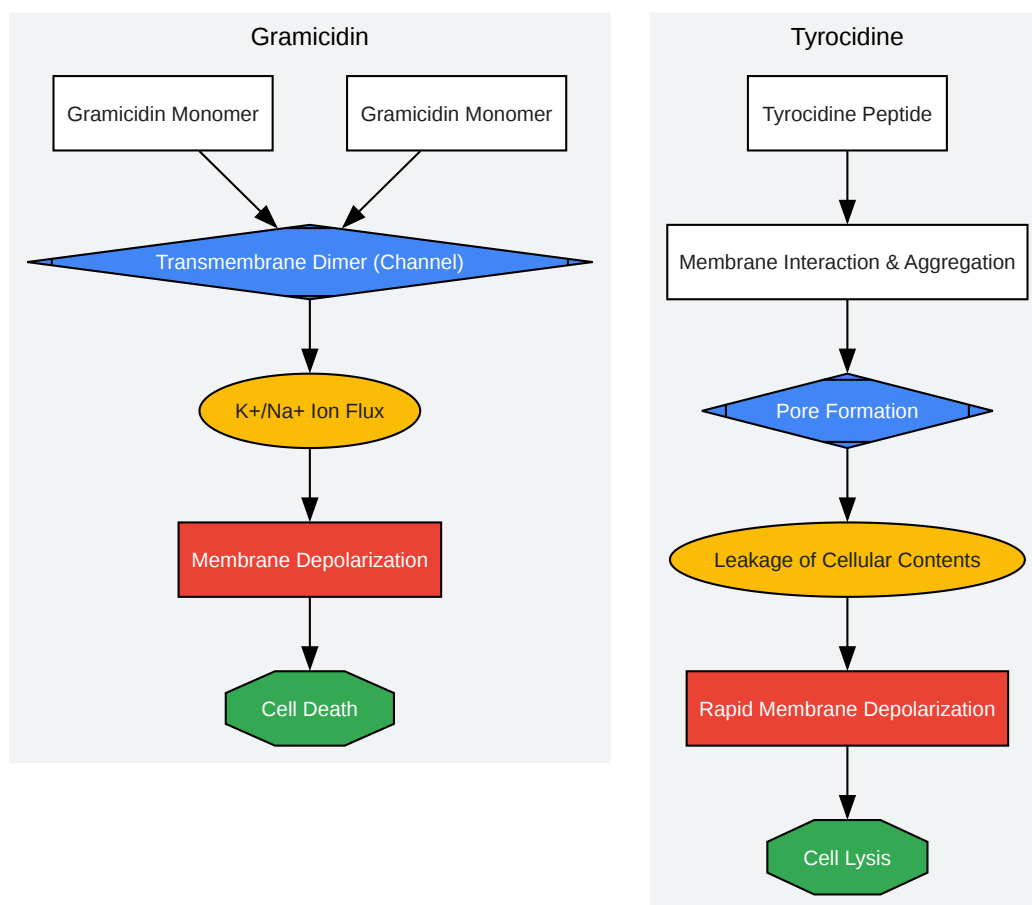 Gramicidin
Gramicidin Monomer
Gramicidin Monomer
Transmembrane Dimer (Channel)
K+/Na+ Ion Flux
Membrane Depolarization
Cell Death
Tyrocidine
Tyrocidine Peptide
Membrane Interaction & Aggregation
Pore Formation
Leakage of Cellular Contents
Rapid Membrane Depolarization
Cell Lysis